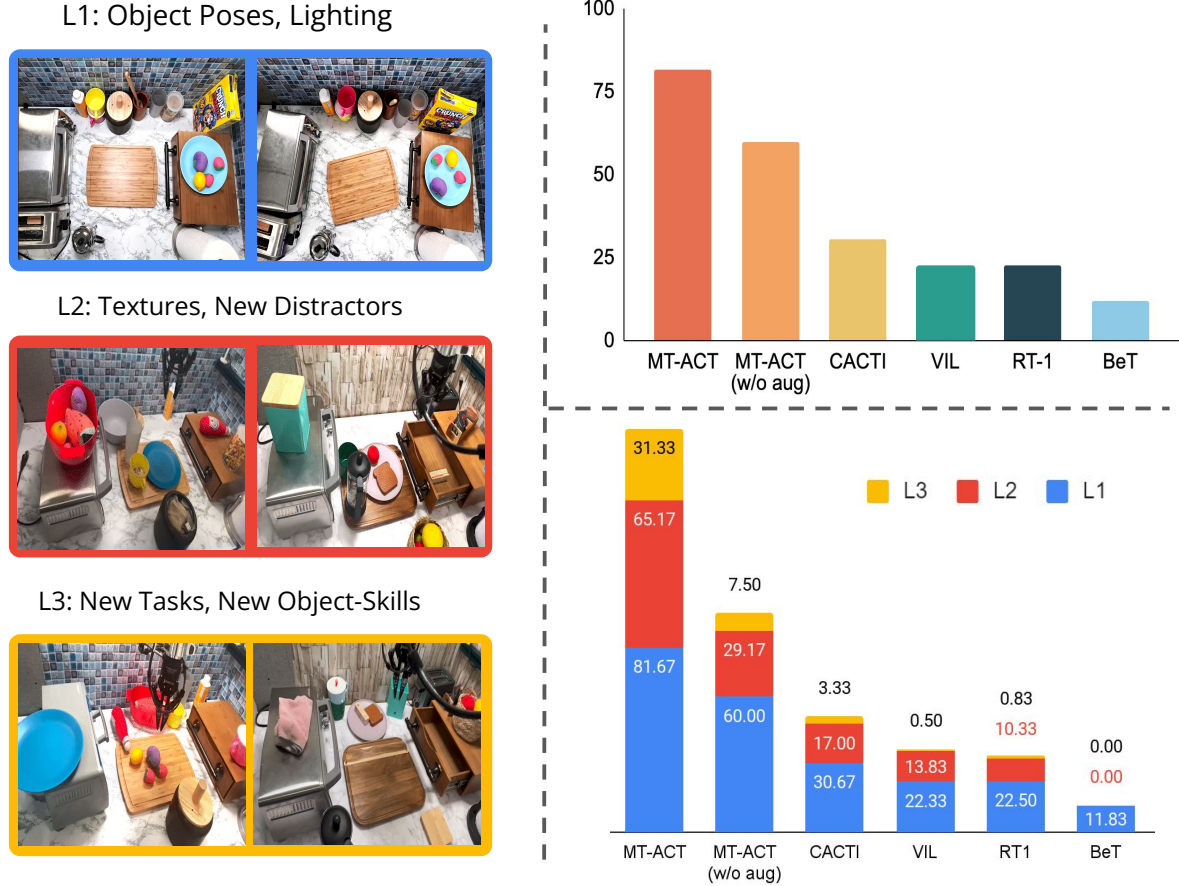 L1: Object Poses, Lighting
CRUNCH
CRUNCH
L2: Textures, New Distractors
L3: New Tasks, New Object-Skills
100
75
50
25
0
MT-ACT
MT-ACT
(w/o aug)
CACTI
VIL
RT-1
BeT
L3
L2
L1
31.33
65.17
81.67
7.50
29.17
60.00
3.33
17.00
30.67
0.50
13.83
22.33
0.83
10.33
22.50
0.00
0.00
11.83
MT-ACT
MT-ACT
(w/o aug)
CACTI
VIL
RT1
BeT